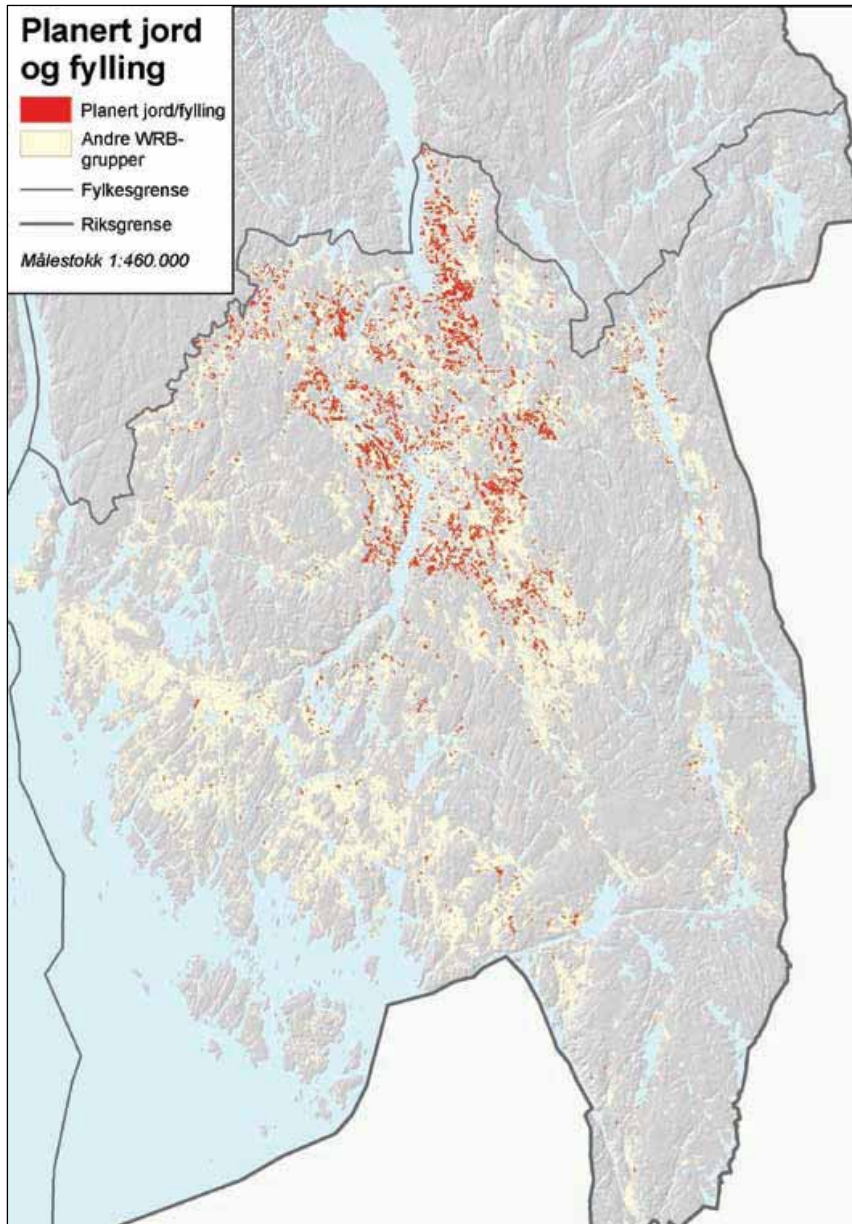 Planert jord
og fylling
Planert jord/fylling
Andre WRB-
grupper
Fylkesgrense
Riksgrense
Målestokk 1:460.000